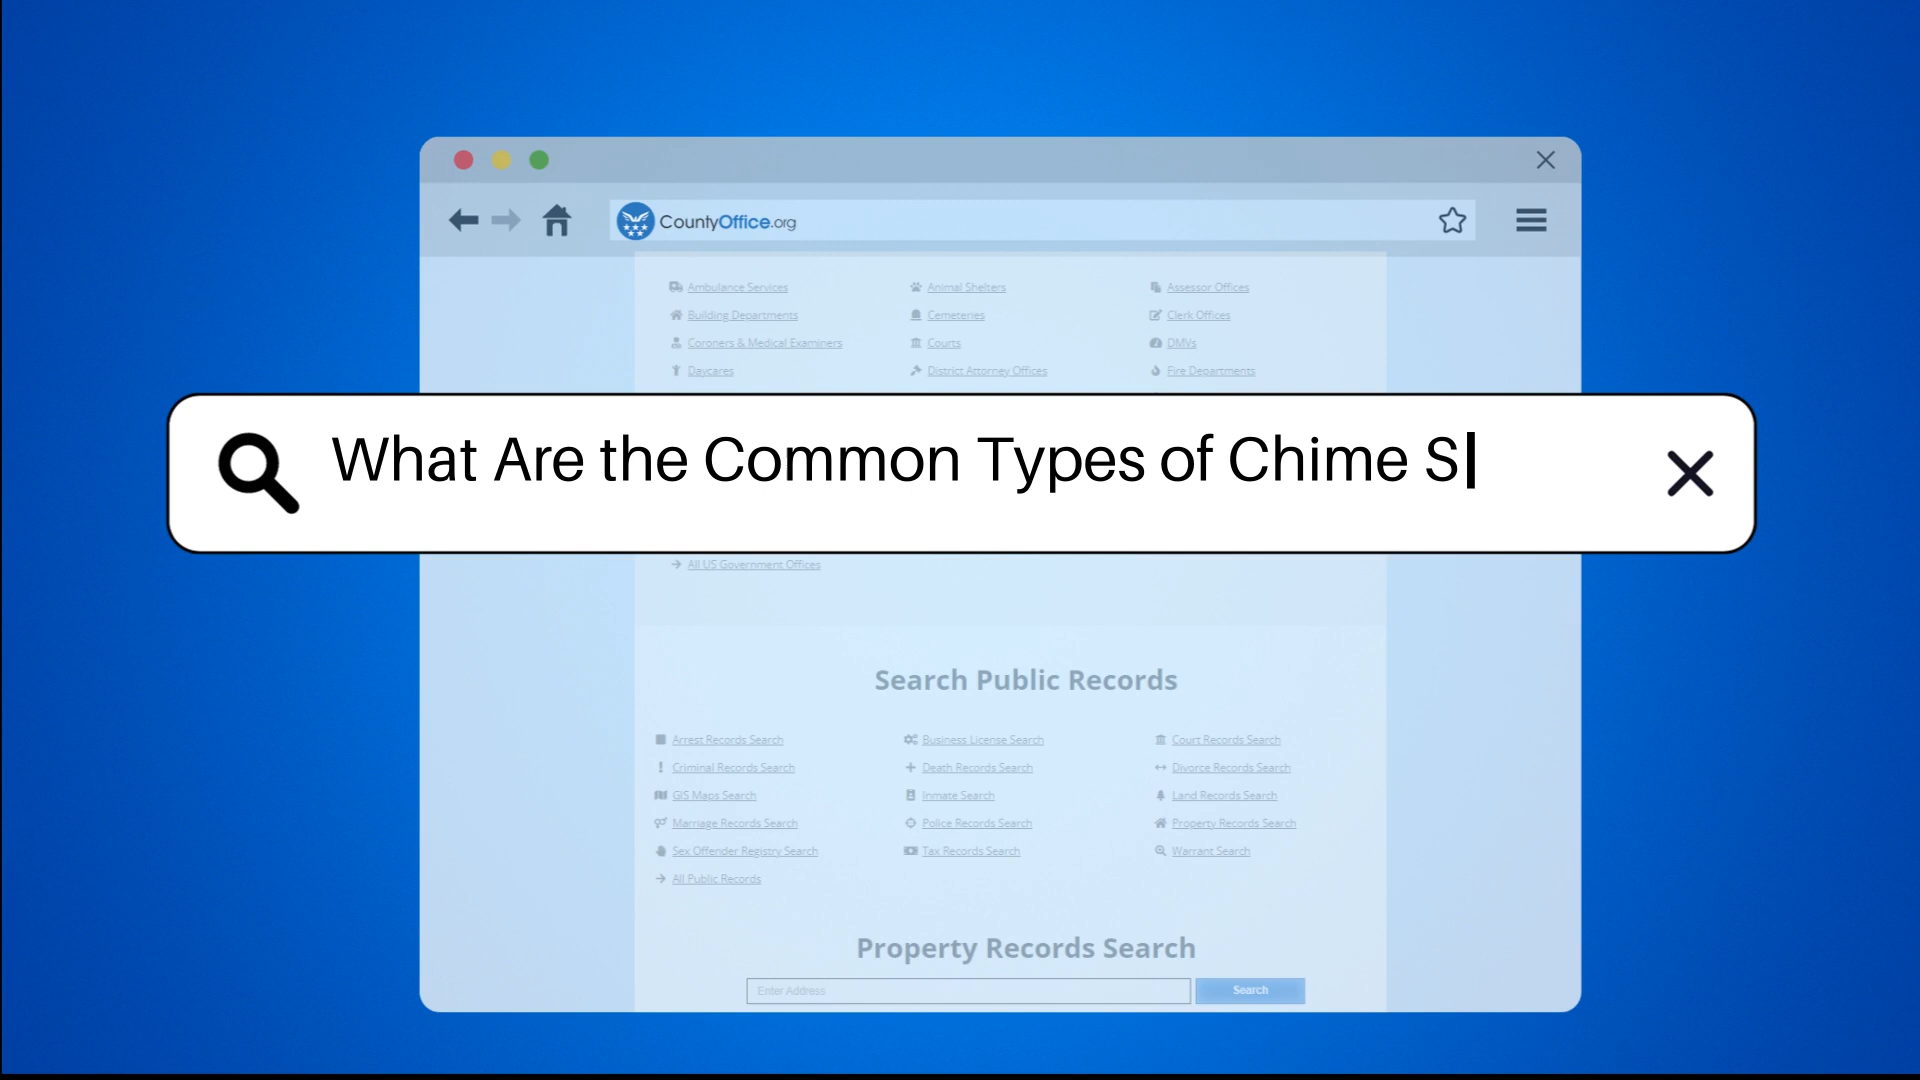 CountyOffice.org
Ambulance Services Animal Shelters Assessor Offices
Building Departments Cemeteries Clerk Offices
Coroners & Medical Examiners Courts DMVs
Daycares District Attorney Offices Fire Departments
What Are the Common Types of Chime S
All US Government Offices
Search Public Records
Arrest Records Search Business License Search Court Records Search
Criminal Records Search Death Records Search Divorce Records Search
GIS Maps Search Inmate Search Land Records Search
Marriage Records Search Police Records Search Property Records Search
Sex Offender Registry Search Tax Records Search Warrant Search
All Public Records
Property Records Search
Enter Address Search